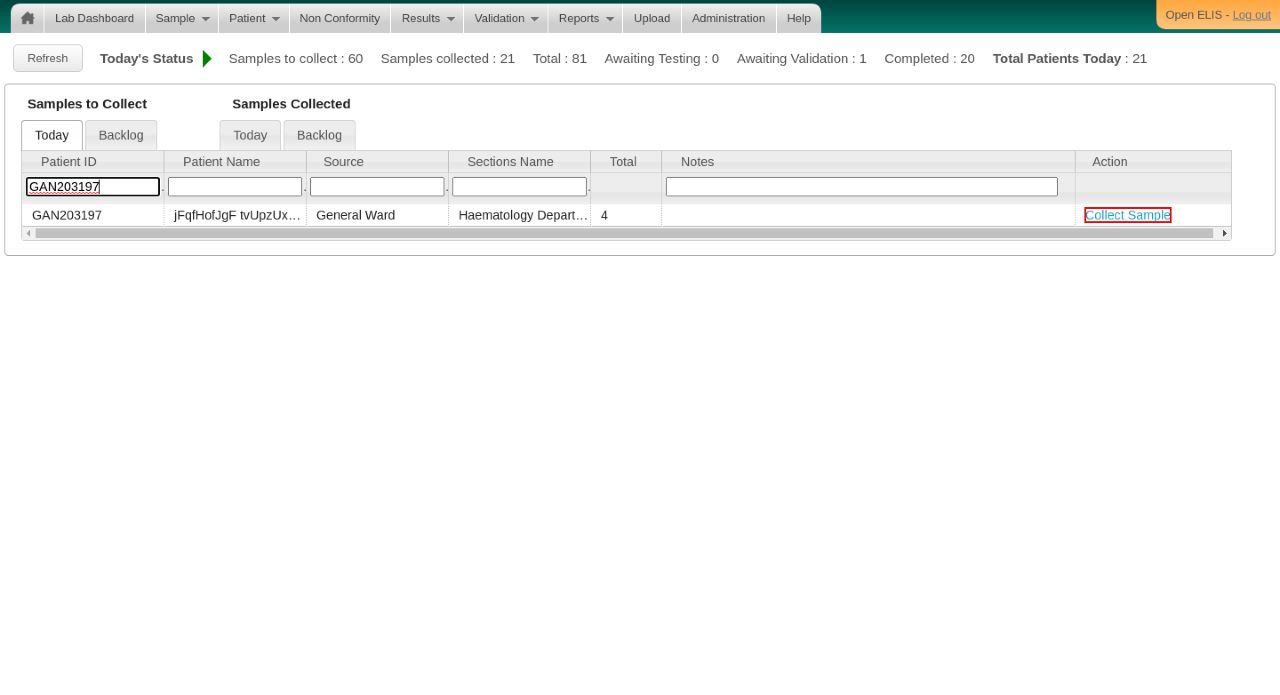 Lab Dashboard Sample Patient Non Conformity Results Validation Reports Upload Administration Help Open ELIS - Log out
Refresh Today's Status Samples to collect : 60 Samples collected : 21 Total : 81 Awaiting Testing : 0 Awaiting Validation : 1 Completed : 20 Total Patients Today : 21
Samples to Collect Samples Collected
Today Backlog Today Backlog
Patient ID Patient Name Source Sections Name Total Notes Action
GAN203197
GAN203197 jFqfHofJgF tvUpzUx... General Ward Haematology Depart... 4 Collect Sample